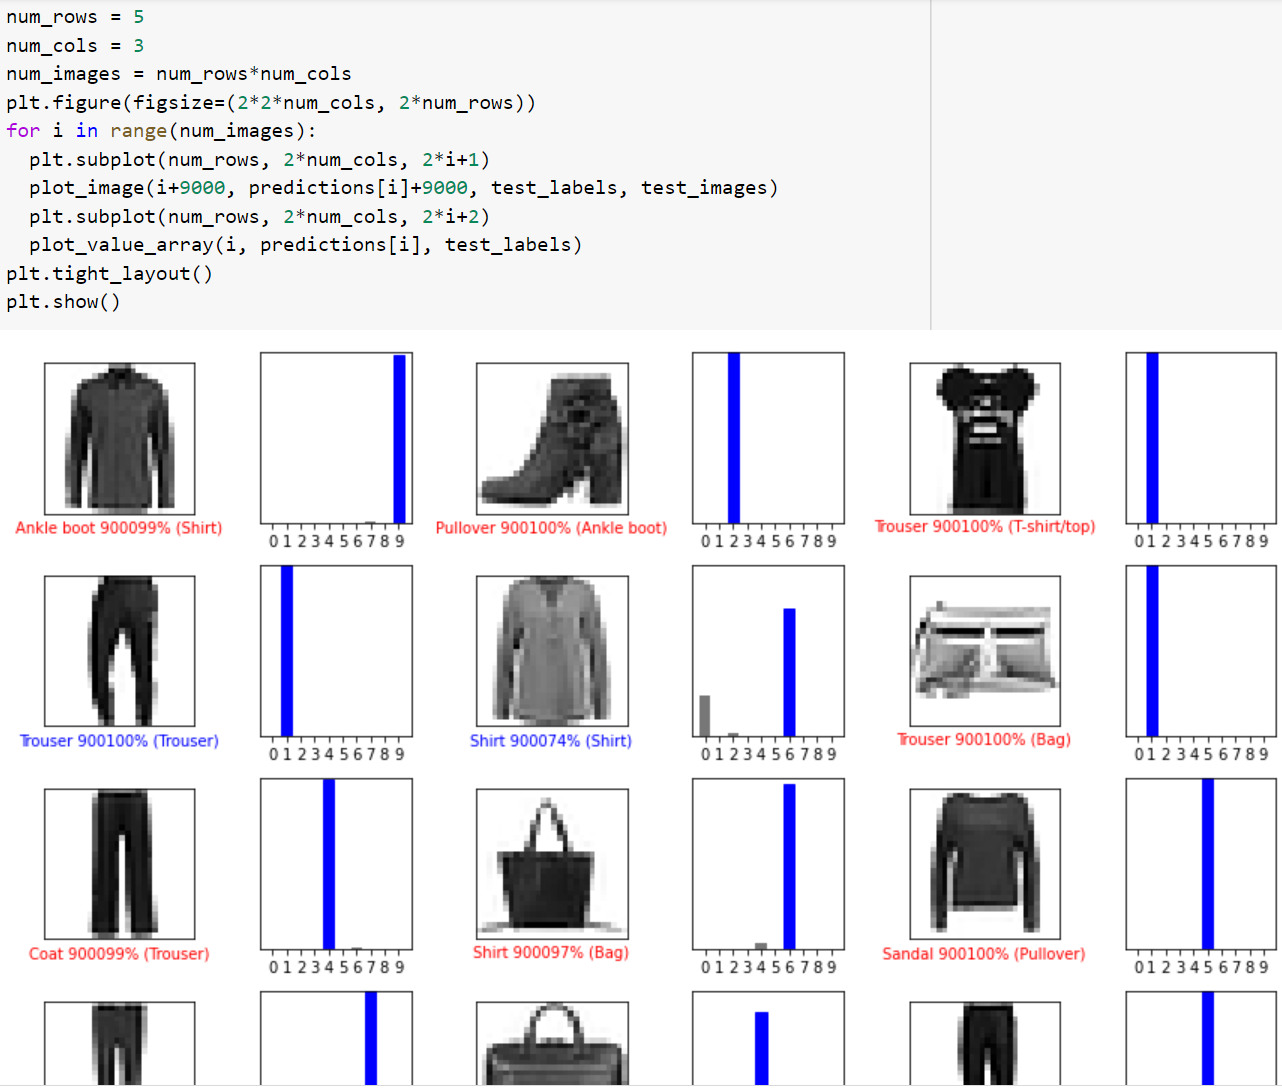 num_rows = 5
num_cols = 3
num_images = num_rows*num_cols
plt.figure(figsize=(2*2*num_cols, 2*num_rows))
for i in range(num_images):
  plt.subplot(num_rows, 2*num_cols, 2*i+1)
  plot_image(i+9000, predictions[i]+9000, test_labels, test_images)
  plt.subplot(num_rows, 2*num_cols, 2*i+2)
  plot_value_array(i, predictions[i], test_labels)
plt.tight_layout()
plt.show()
Ankle boot 900099% (Shirt)
0 1 2 3 4 5 6 7 8 9
Pullover 900100% (Ankle boot)
0 1 2 3 4 5 6 7 8 9
Trouser 900100% (T-shirt/top)
0 1 2 3 4 5 6 7 8 9
Trouser 900100% (Trouser)
0 1 2 3 4 5 6 7 8 9
Shirt 900074% (Shirt)
0 1 2 3 4 5 6 7 8 9
Trouser 900100% (Bag)
0 1 2 3 4 5 6 7 8 9
Coat 900099% (Trouser)
0 1 2 3 4 5 6 7 8 9
Shirt 900097% (Bag)
0 1 2 3 4 5 6 7 8 9
Sandal 900100% (Pullover)
0 1 2 3 4 5 6 7 8 9